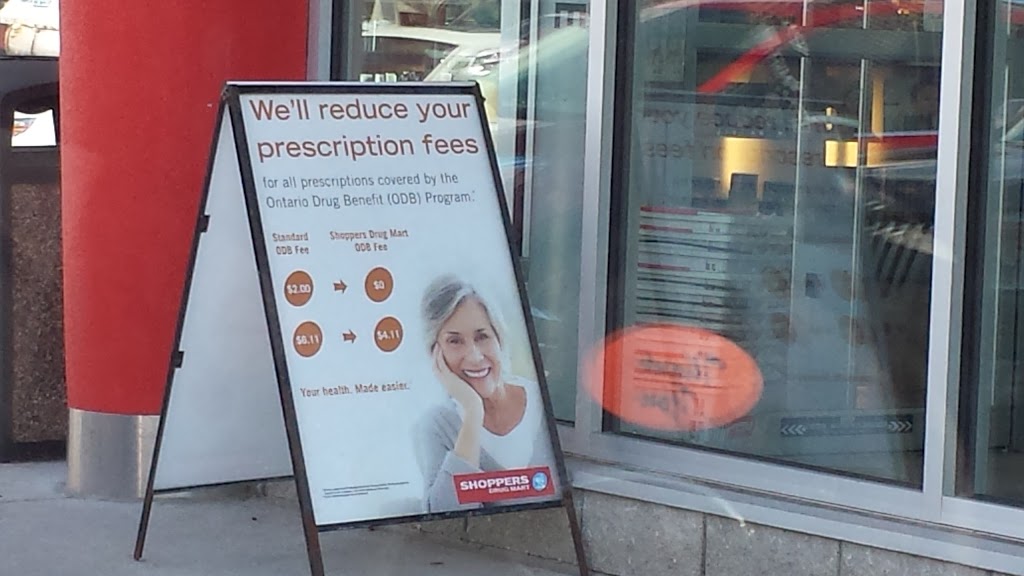 We'll reduce your
prescription fees
for all prescriptions covered by the
Ontario Drug Benefit (ODB) Program.*
Standard
ODB Fee
Shoppers Drug Mart
ODB Fee
$2.00
$0
$6.11
$4.11
Your health. Made easier.
SHOPPERS
DRUG MART